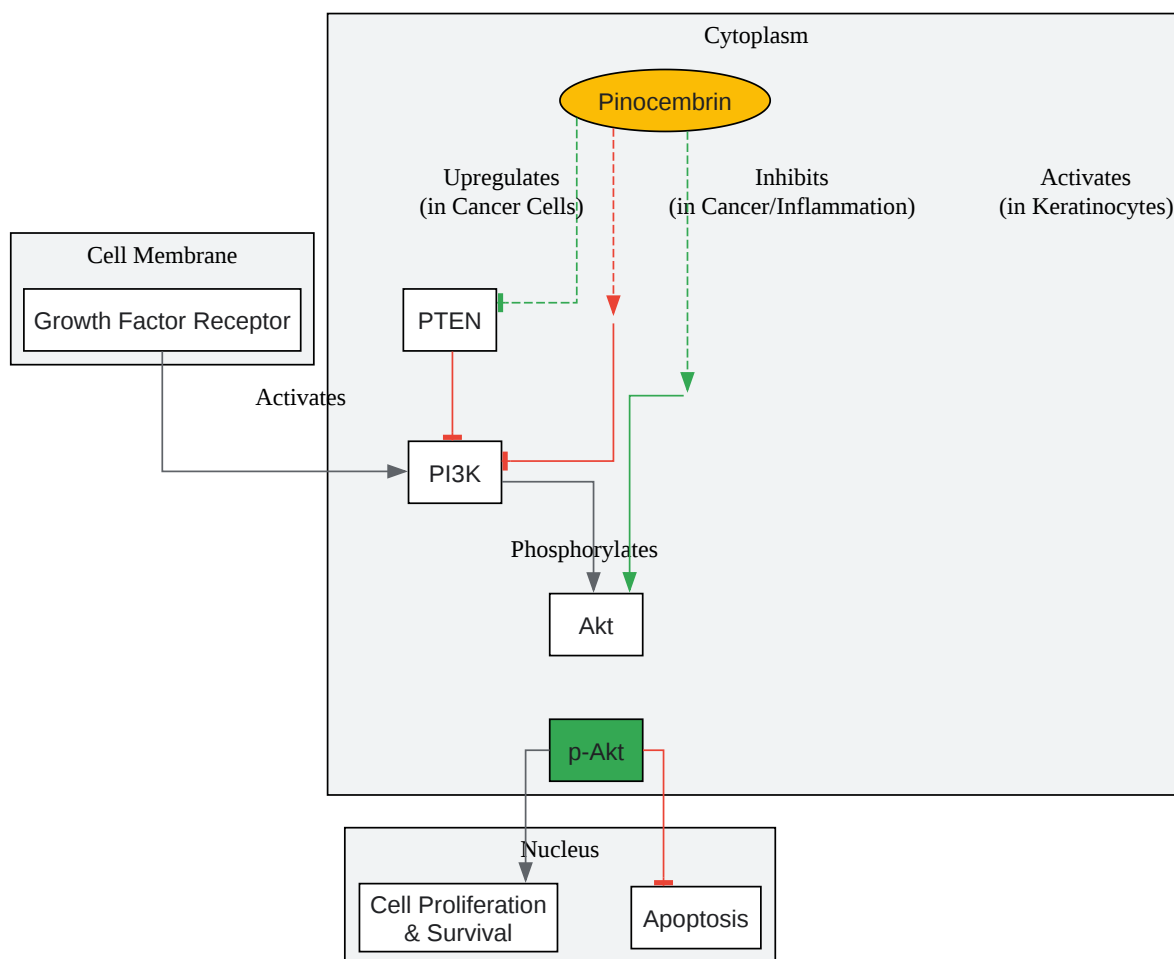 Cytoplasm
Pinocembrin
Upregulates
(in Cancer Cells)
Inhibits
(in Cancer/Inflammation)
Activates
(in Keratinocytes)
Cell Membrane
Growth Factor Receptor
PTEN
Activates
PI3K
Phosphorylates
Akt
p-Akt
Nucleus
Cell Proliferation
& Survival
Apoptosis